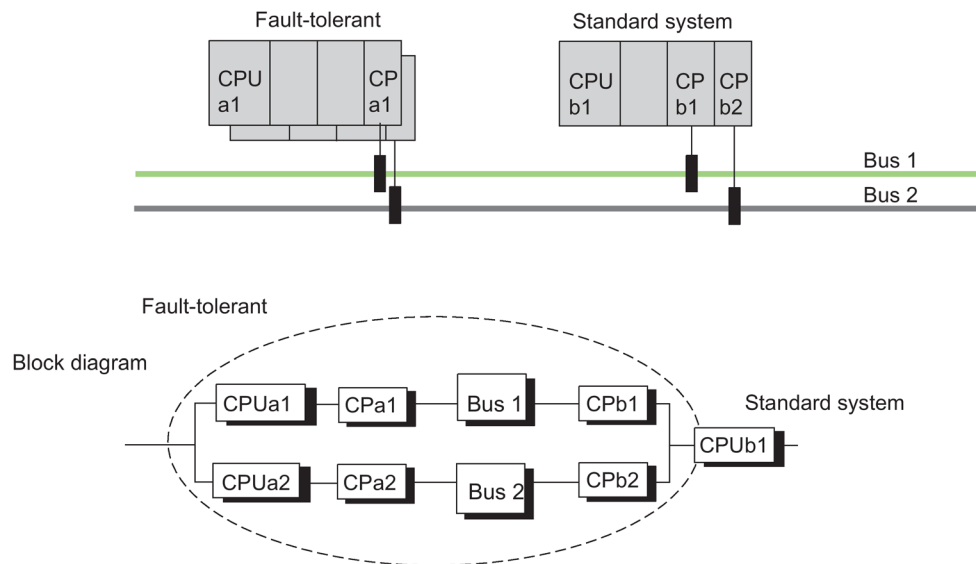 Fault-tolerant
Standard system
CPU
a1
CP
a1
CPU
b1
CP
b1
CP
b2
Bus 1
Bus 2
Fault-tolerant
Block diagram
Standard system
CPUa1
CPa1
Bus 1
CPb1
CPUb1
CPUa2
CPa2
Bus 2
CPb2